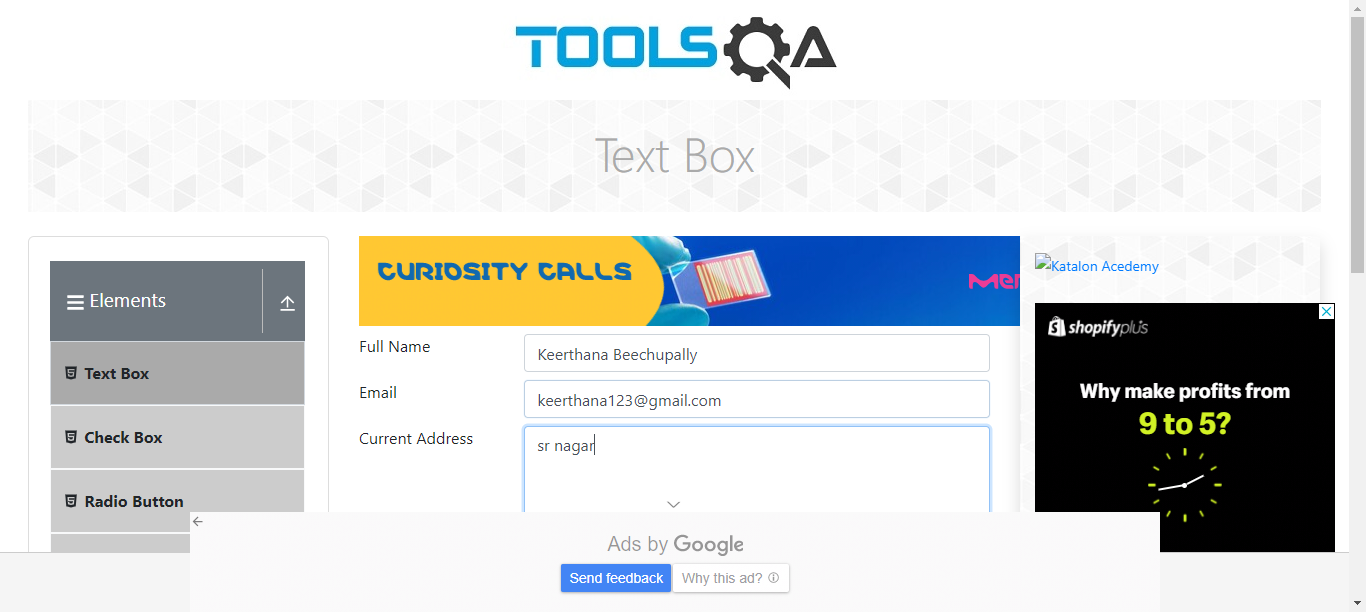 TOOLSQA
Text Box
Elements
Text Box
Check Box
Radio Button
CURIOSITY CALLS
Full Name
Keerthana Beechupally
Email
keerthana123@gmail.com
Current Address
sr nagar
Katalon Acedemy
shopifyplus
Why make profits from
9 to 5?
Ads by Google
Send feedback
Why this ad?